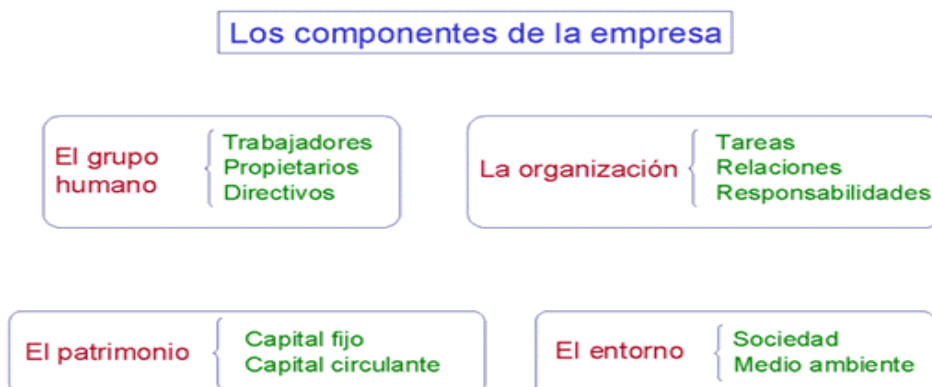 Los componentes de la empresa
El grupo
humano
Trabajadores
Propietarios
Directivos
La organización
Tareas
Relaciones
Responsabilidades
El patrimonio
Capital fijo
Capital circulante
El entorno
Sociedad
Medio ambiente